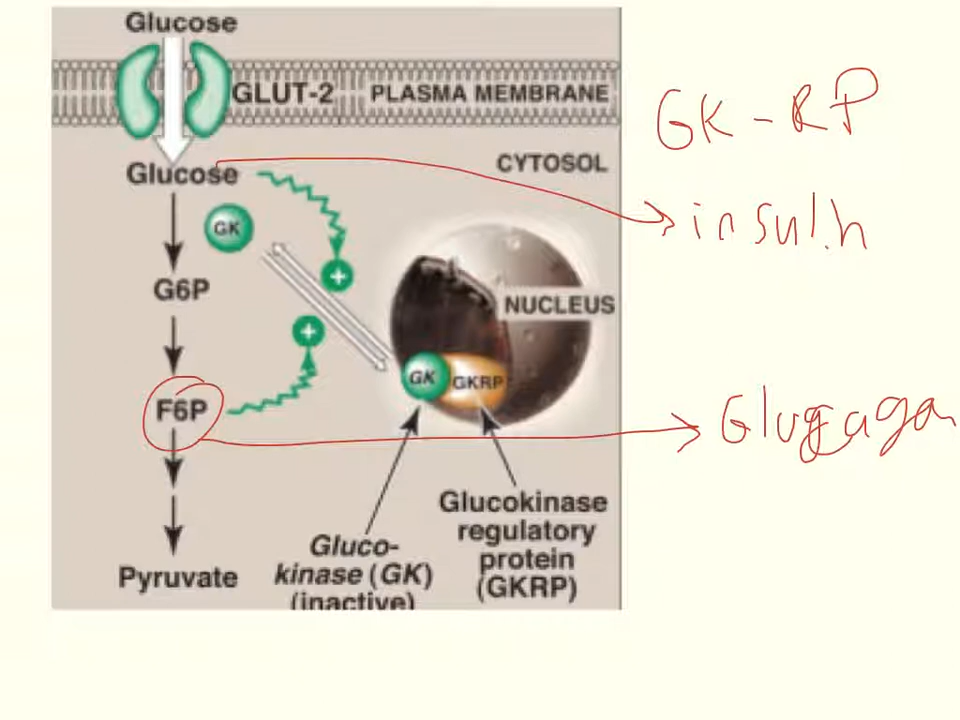 Glucose
GLUT-2
PLASMA MEMBRANE
GK - RP
Glucose
CYTOSOL
insulin
GK
+
G6P
NUCLEUS
+
GK
GKRP
F6P
Glucagon
Glucokinase
regulatory
protein
(GKRP)
Gluco-
kinase (GK)
(inactive)
Pyruvate